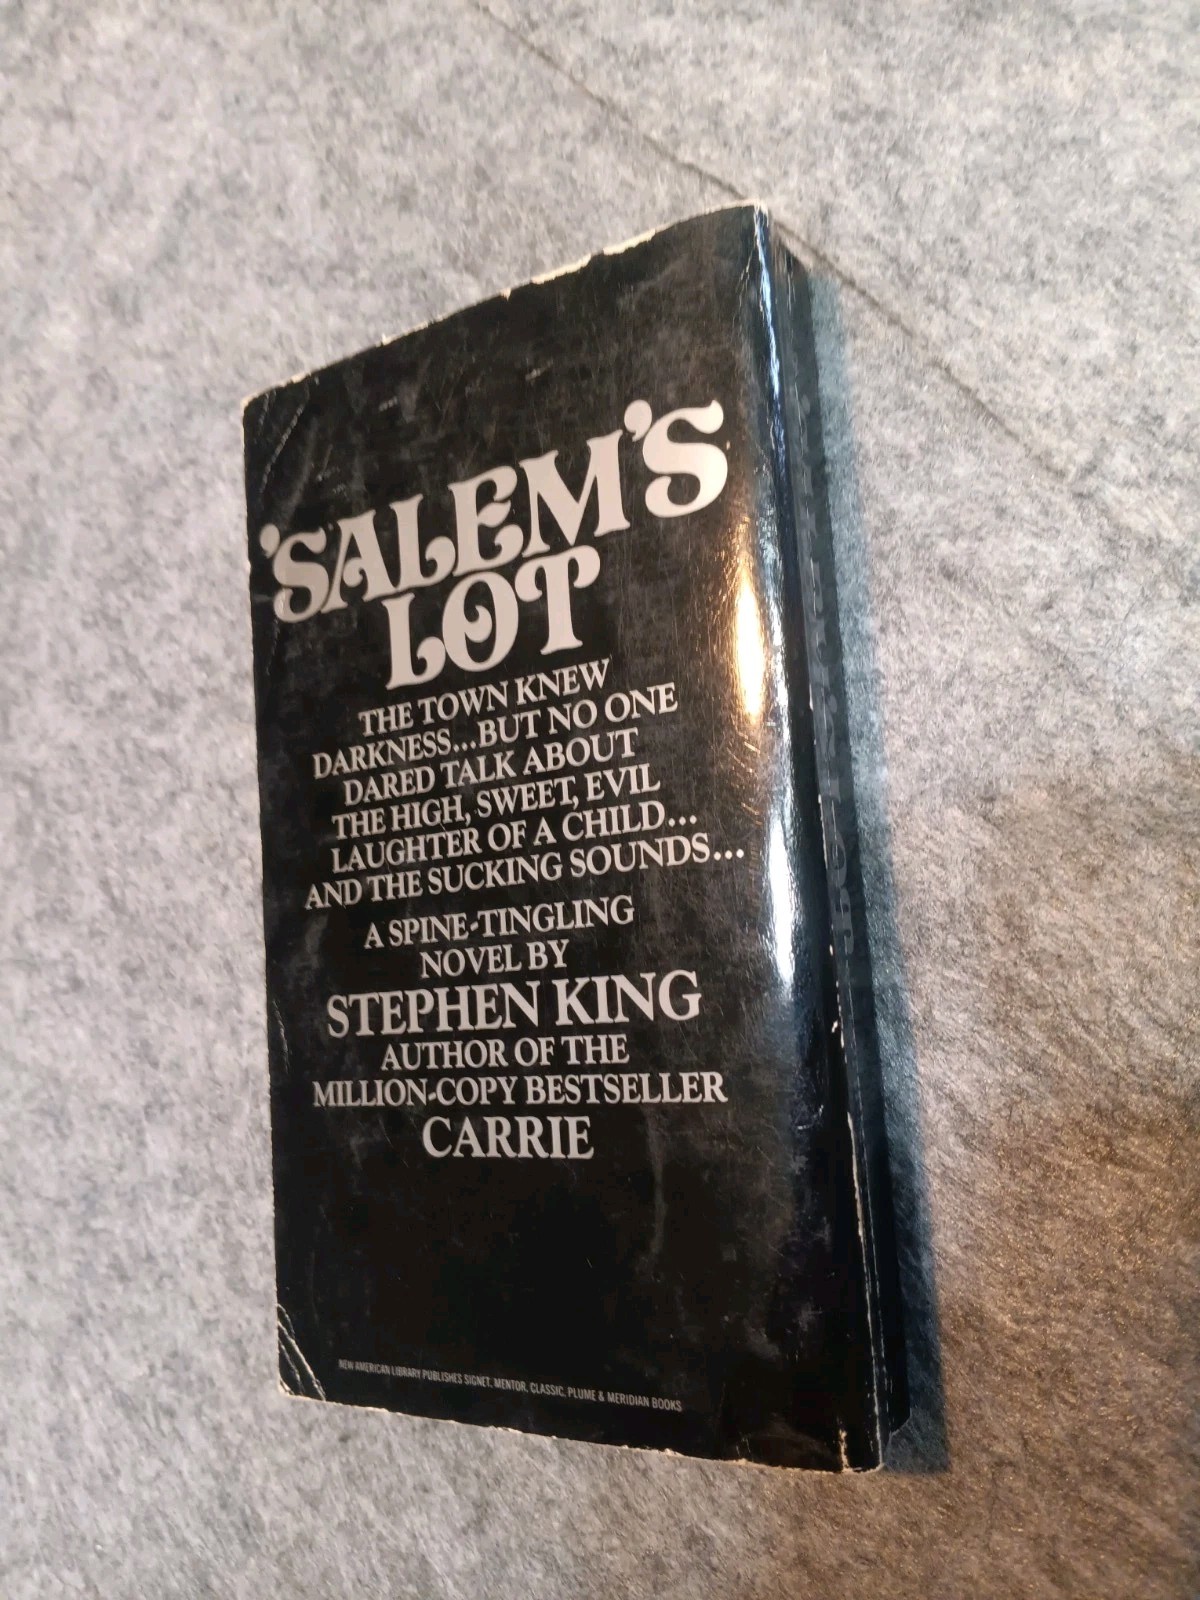 'SALEM'S
LOT
THE TOWN KNEW
DARKNESS...BUT NO ONE
DARED TALK ABOUT
THE HIGH, SWEET, EVIL
LAUGHTER OF A CHILD...
AND THE SUCKING SOUNDS...
A SPINE-TINGLING
NOVEL BY
STEPHEN KING
AUTHOR OF THE
MILLION-COPY BESTSELLER
CARRIE
NEW AMERICAN LIBRARY PUBLISHES SIGNET, MENTOR, CLASSIC, PLUME & MERIDIAN BOOKS